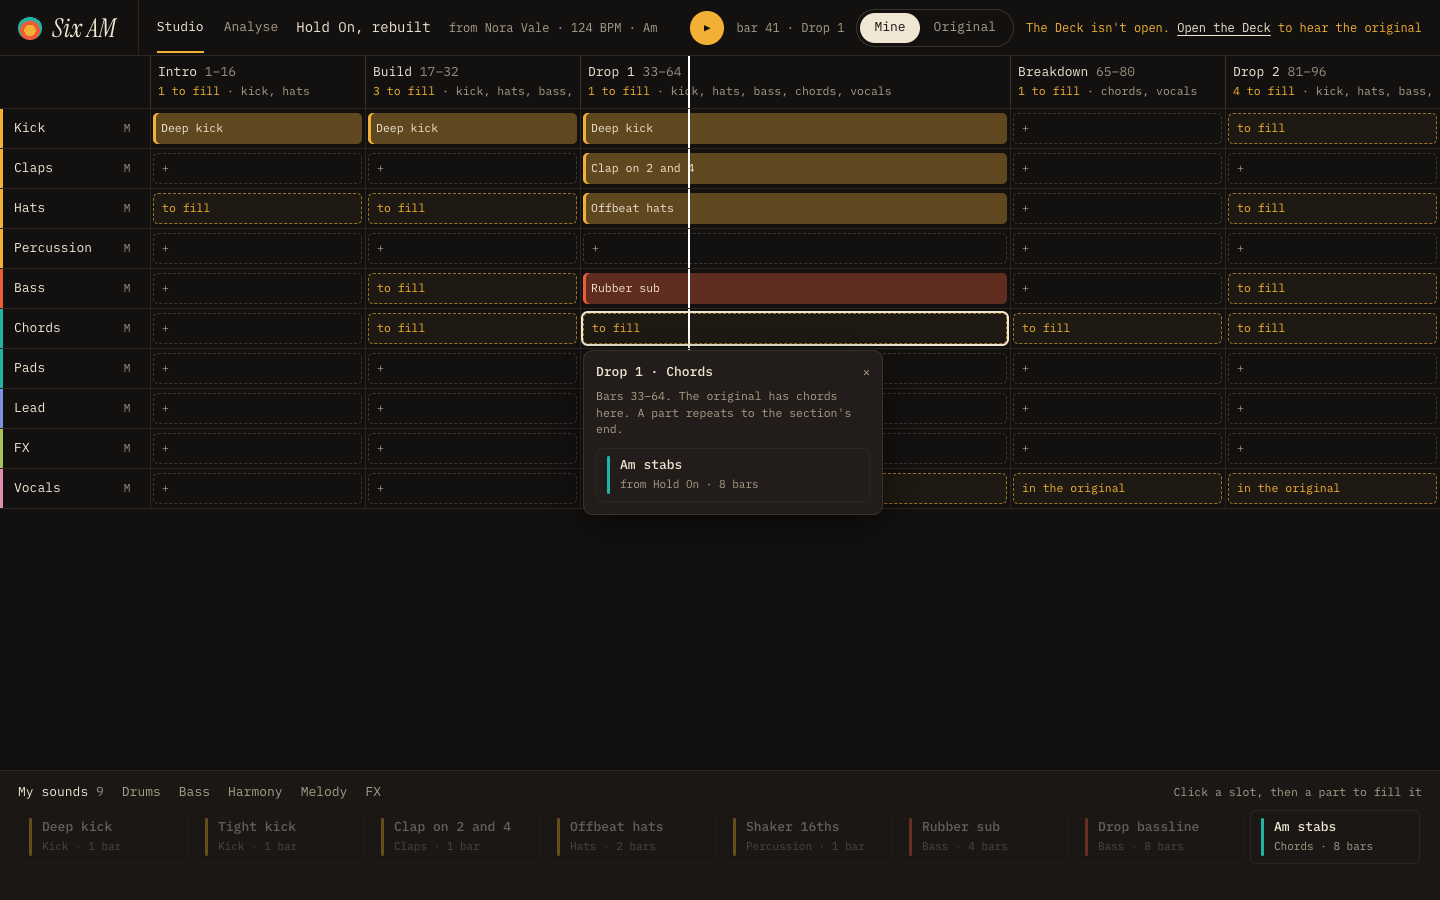 Six AM
Studio Analyse Hold On, rebuilt from Nora Vale · 124 BPM · Am ▶ bar 41 · Drop 1 Mine Original The Deck isn't open. Open the Deck to hear the original
Intro 1–16 Build 17–32 Drop 1 33–64 Breakdown 65–80 Drop 2 81–96
1 to fill · kick, hats 3 to fill · kick, hats, bass, 1 to fill · kick, hats, bass, chords, vocals 1 to fill · chords, vocals 4 to fill · kick, hats, bass,
Kick M Deep kick Deep kick Deep kick + to fill
Claps M + + Clap on 2 and 4 + +
Hats M to fill to fill Offbeat hats + to fill
Percussion M + + + + +
Bass M + to fill Rubber sub + to fill
Chords M + to fill to fill to fill to fill
Pads M + + + +
Lead M + + + +
FX M + + + +
Vocals M + + in the original in the original
Drop 1 · Chords ×
Bars 33–64. The original has chords
here. A part repeats to the section's
end.
Am stabs
from Hold On · 8 bars
My sounds 9 Drums Bass Harmony Melody FX Click a slot, then a part to fill it
Deep kick Tight kick Clap on 2 and 4 Offbeat hats Shaker 16ths Rubber sub Drop bassline Am stabs
Kick · 1 bar Kick · 1 bar Claps · 1 bar Hats · 2 bars Percussion · 1 bar Bass · 4 bars Bass · 8 bars Chords · 8 bars